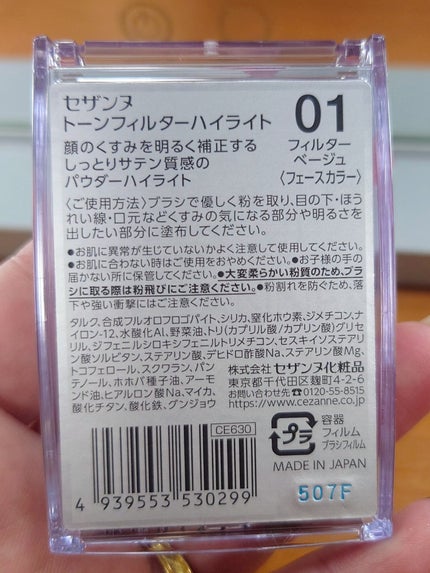 セザンヌ
トーンフィルターハイライト
01
フィルター
ベージュ
〈フェースカラー〉
顔のくすみを明るく補正する
しっとりサテン質感の
パウダーハイライト
〈ご使用方法〉ブラシで優しく粉を取り、目の下・ほう
れい線・口元などくすみの気になる部分や明るさを
出したい部分に塗布してください。
●お肌に異常が生じていないかよく注意して使用してください。
●お肌に合わない時はご使用をおやめください。●お子様の手の
届かない所に保管してください。●大変柔らかい粉質のため、ブラ
シに取る際は粉飛びにご注意ください。●粉割れを防ぐため、落
下や強い衝撃にはご注意ください。
タルク、合成フルオロフロゴパイト、シリカ、窒化ホウ素、ジメチコン、ナ
イロン-12、水酸化Al、野菜油、トリ(カプリル酸/カプリン酸)グリセ
リル、ジフェニルシロキシフェニルトリメチコン、セスキイソステアリ
ン酸ソルビタン、ステアリン酸、デヒドロ酢酸Na、ステアリン酸Mg、
トコフェロール、スクワラン、パン
テノール、ホホバ種子油、アーモ
ンド油、ヒアルロン酸Na、マイカ、
酸化チタン、酸化鉄、グンジョウ
株式会社 セザンヌ化粧品
東京都千代田区麹町4-2-6
お問い合わせ先☎0120-55-8515
https://www.cezanne.co.jp
CE630
プラ
容器
フィルム
ブラシフィルム
MADE IN JAPAN
4 939553 530299
507F